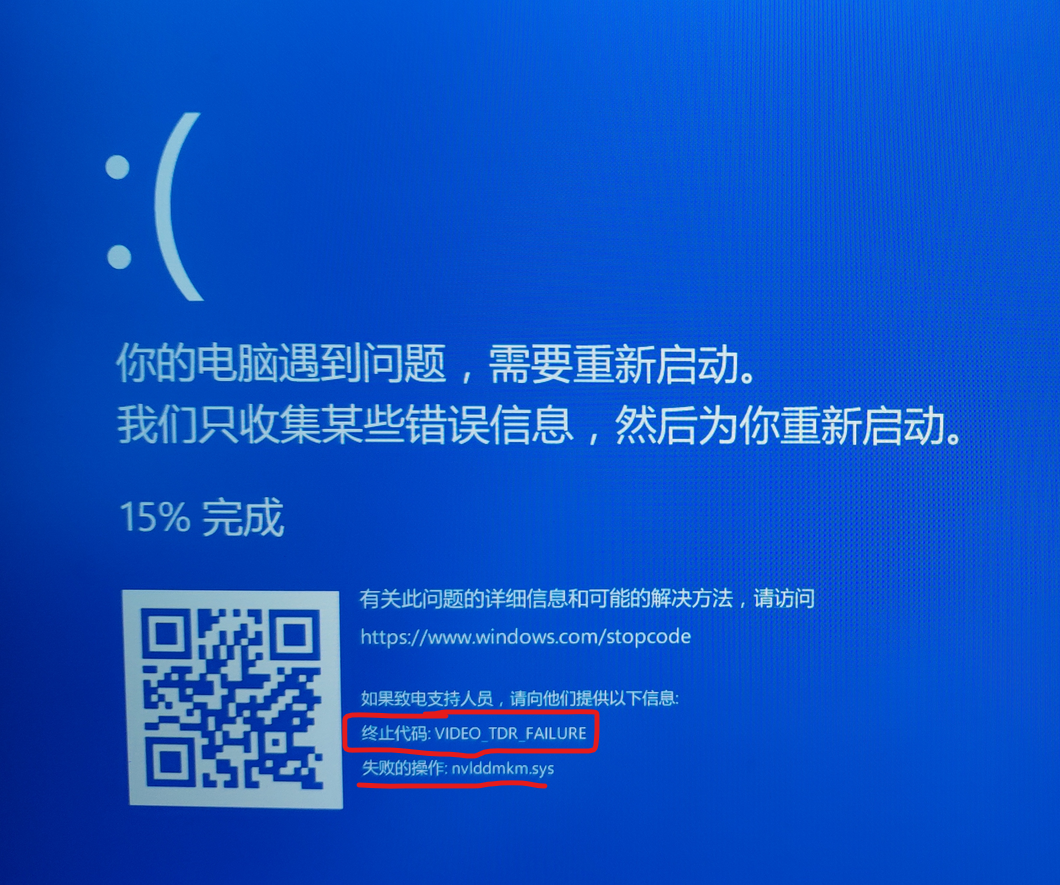 :(
你的电脑遇到问题，需要重新启动。
我们只收集某些错误信息，然后为你重新启动。
15% 完成
有关此问题的详细信息和可能的解决方法，请访问
https://www.windows.com/stopcode
如果致电支持人员，请向他们提供以下信息:
终止代码: VIDEO_TDR_FAILURE
失败的操作: nvlddmkm.sys